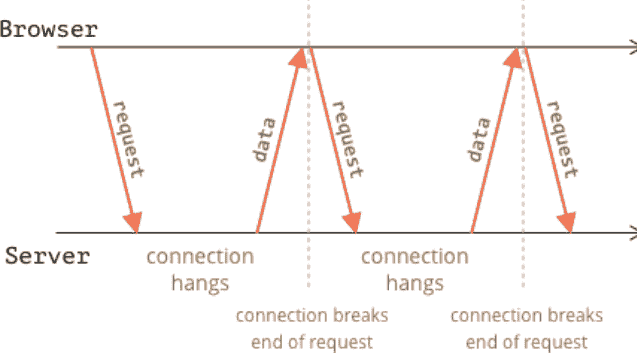 Browser
request
data
request
data
request
Server
connection
hangs
connection
hangs
connection breaks
end of request
connection breaks
end of request